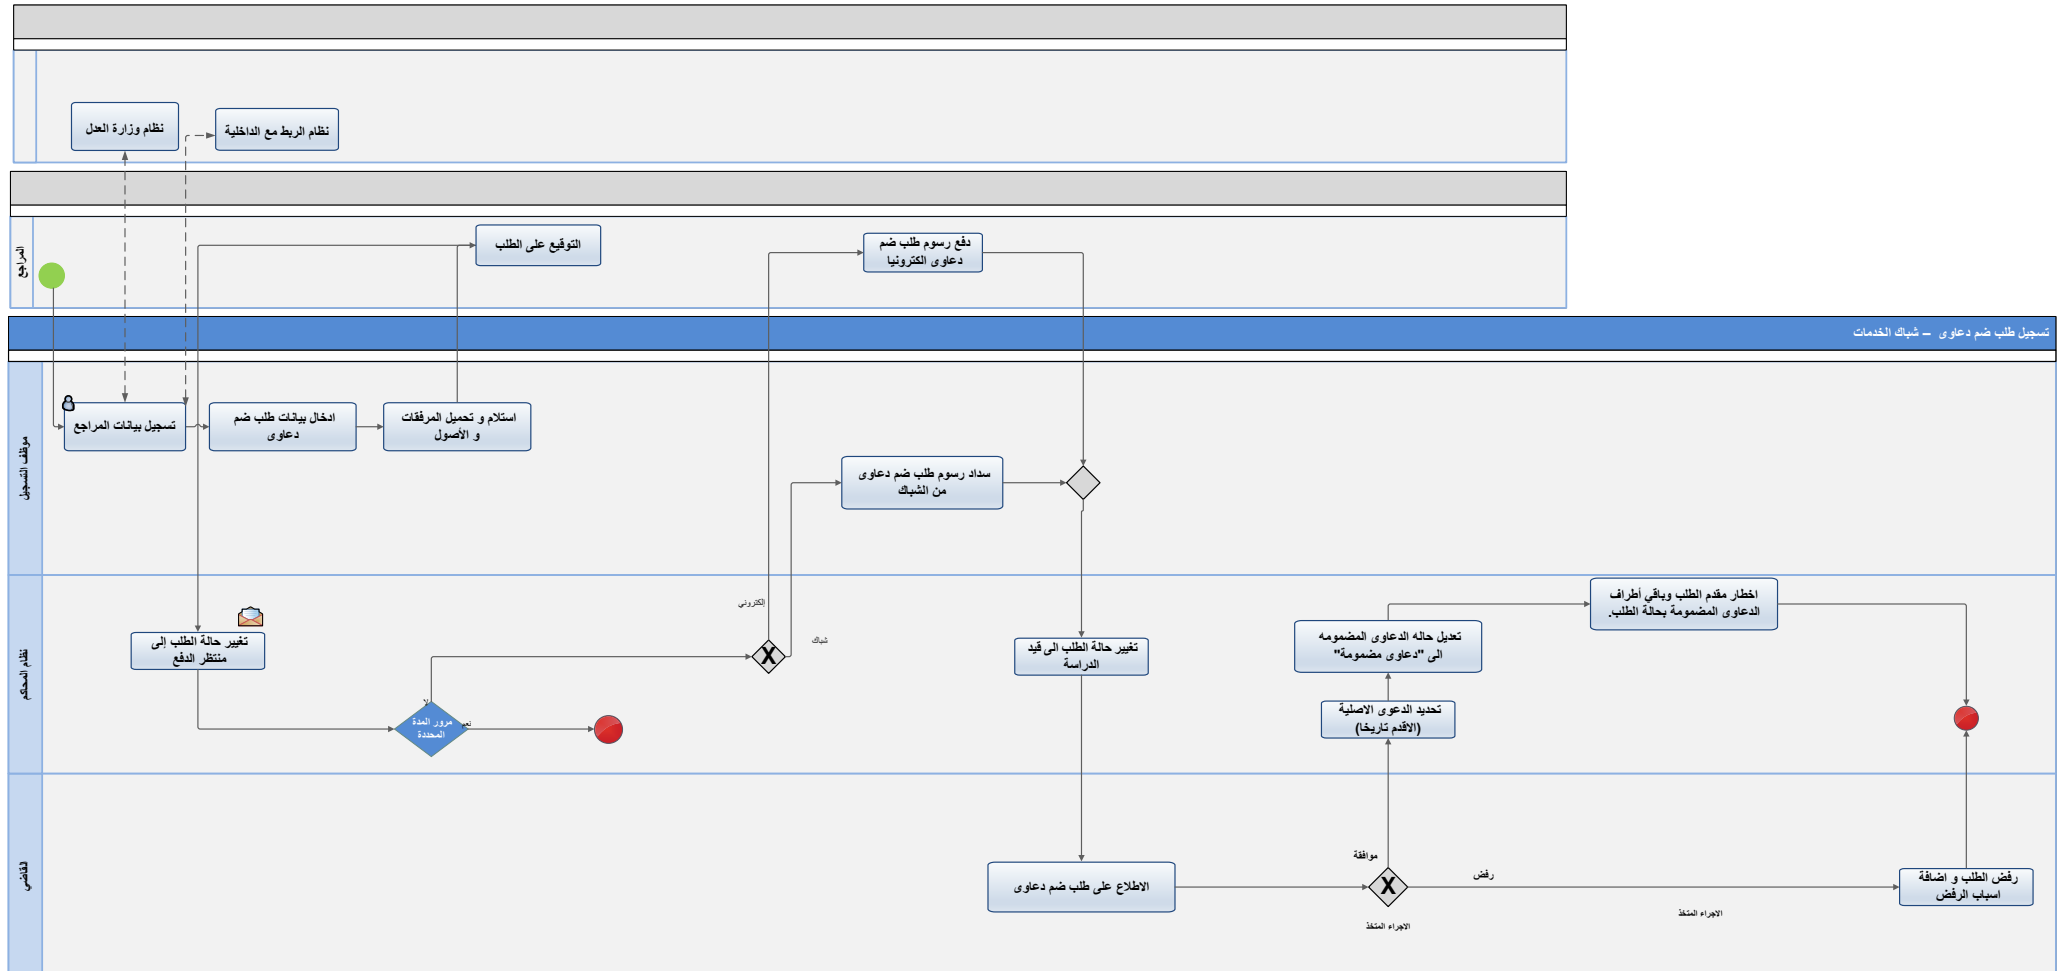 نظام وزارة العدل
نظام الربط مع الداخلية
المراجع
التوقيع على الطلب
دفع رسوم طلب ضم
دعاوى الكترونيا
تسجيل طلب ضم دعاوى – شباك الخدمات
موظف التسجيل
تسجيل بيانات المراجع
ادخال بيانات طلب ضم
دعاوى
استلام و تحميل المرفقات
و الأصول
سداد رسوم طلب ضم دعاوى
من الشباك
نظام المحاكم
تغيير حالة الطلب إلى
منتظر الدفع
مرور المدة
المحددة
لا
نعم
إلكتروني
شباك
X
تغيير حالة الطلب الى قيد
الدراسة
تعديل حاله الدعاوى المضمومه
الى "دعاوى مضمومة"
تحديد الدعوى الاصلية
(الاقدم تاريخا)
اخطار مقدم الطلب وباقي أطراف
الدعاوى المضمومة بحالة الطلب.
القاضي
الاطلاع على طلب ضم دعاوى
موافقة
X
رفض
الاجراء المتخذ
الاجراء المتخذ
رفض الطلب و اضافة
اسباب الرفض